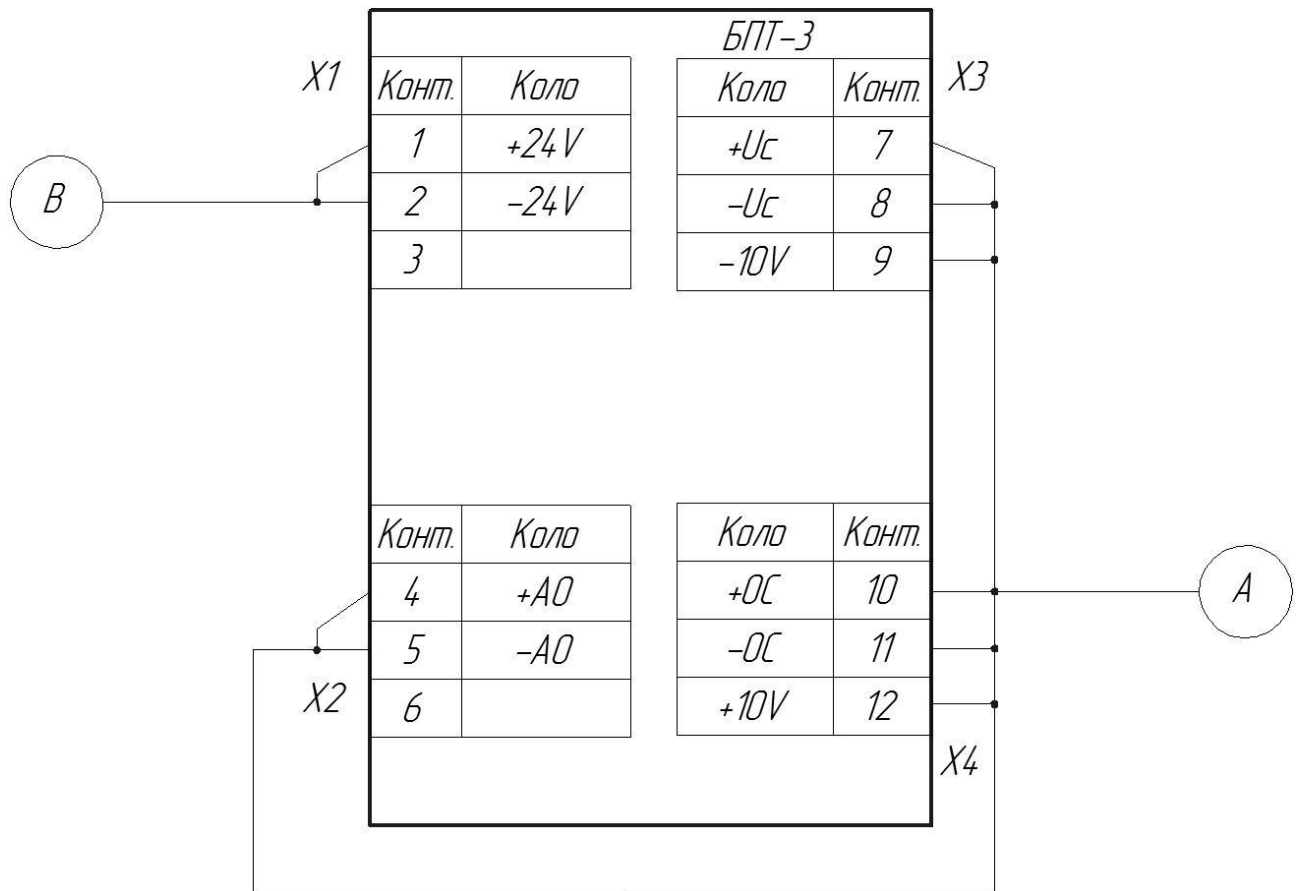 БПТ-3
X1
Конт. Коло
1 +24V
2 -24V
3
Коло Конт.
+Uc 7
-Uc 8
-10V 9
X3
B
Конт. Коло
4 +AO
5 -AO
6
X2
Коло Конт.
+OC 10
-OC 11
+10V 12
X4
A